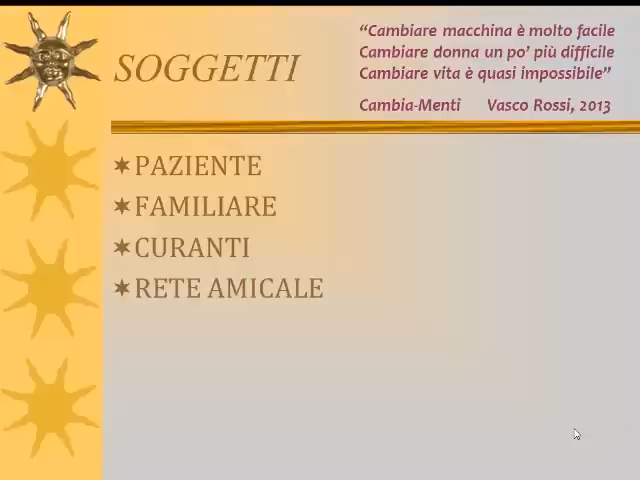 SOGGETTI
“Cambiare macchina è molto facile
Cambiare donna un po’ più difficile
Cambiare vita è quasi impossibile”
Cambia-Menti Vasco Rossi, 2013
PAZIENTE
FAMILIARE
CURANTI
RETE AMICALE